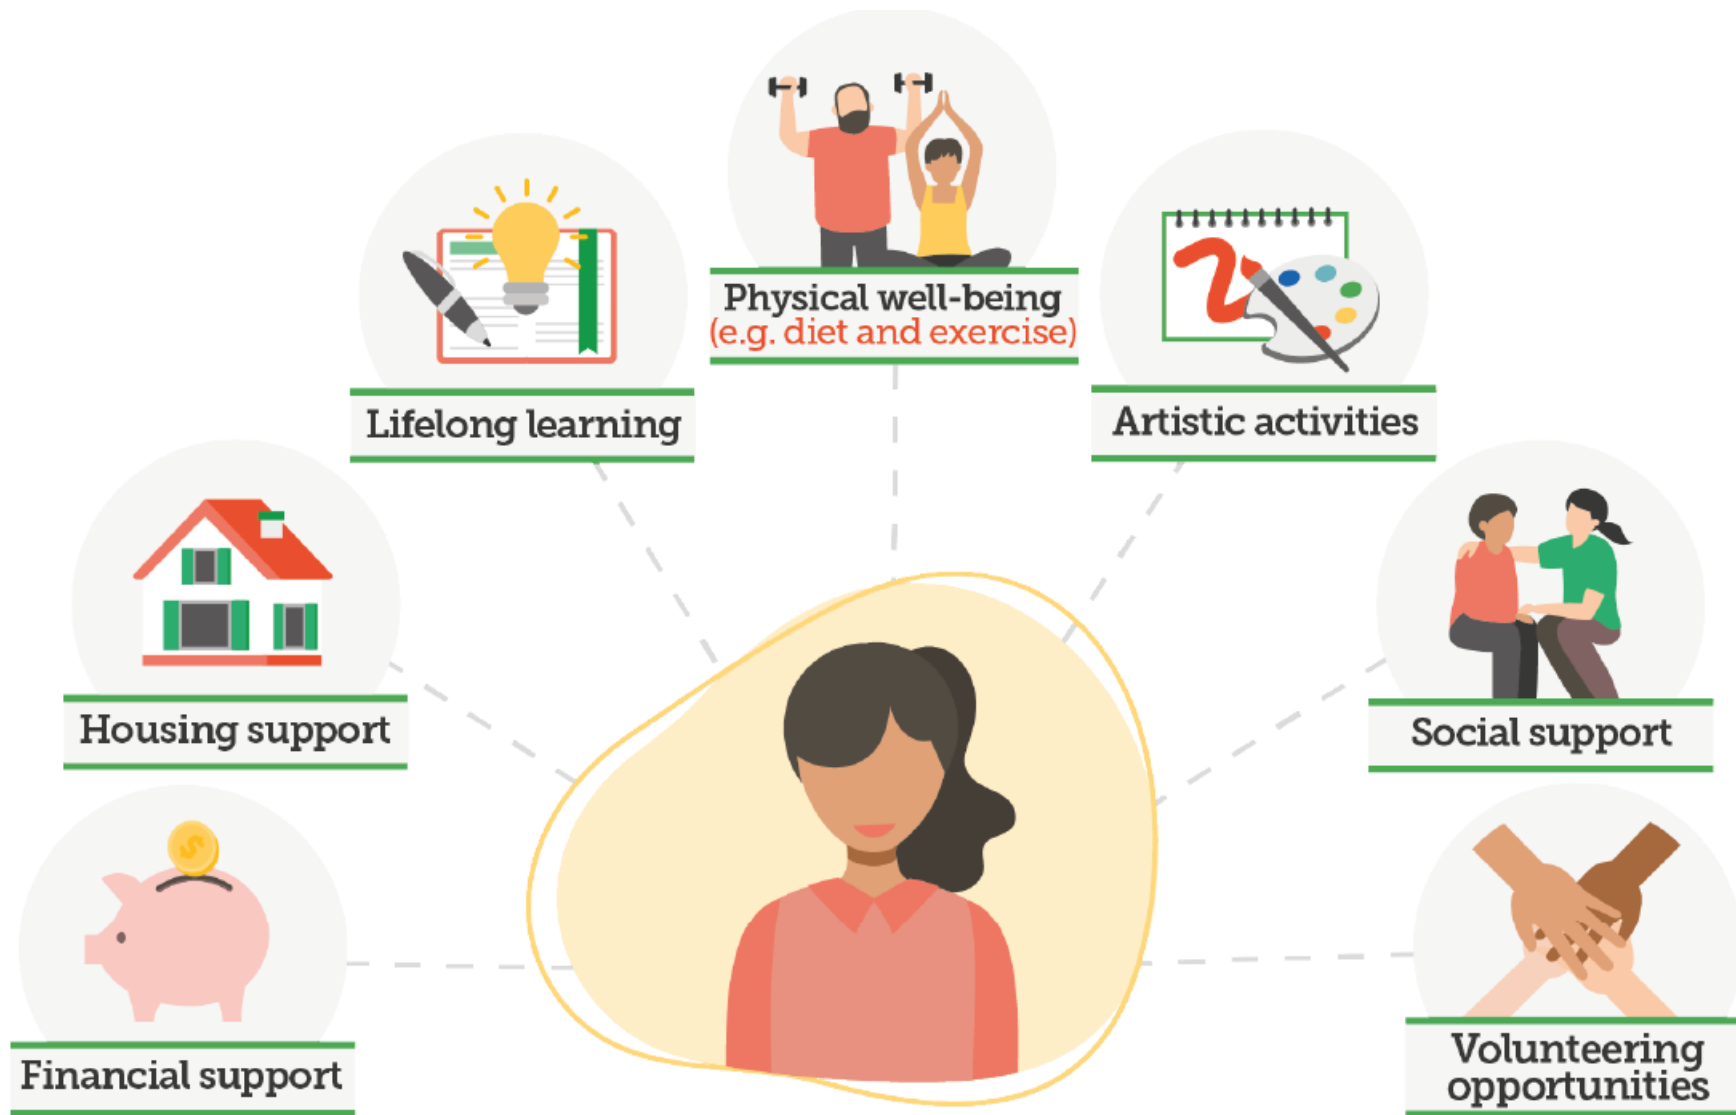 Physical well-being
(e.g. diet and exercise)
Lifelong learning
Artistic activities
Housing support
Social support
Financial support
Volunteering
opportunities